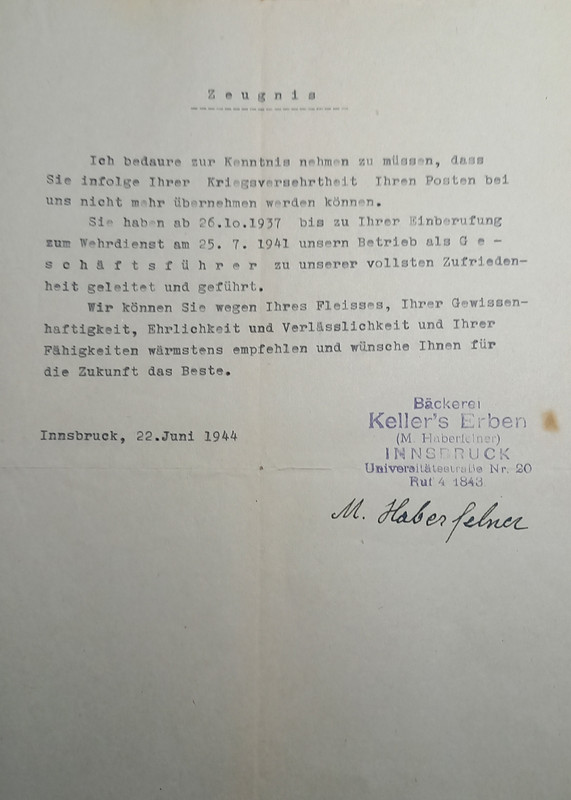 Z e u g n i s
Ich bedaure zur Kenntnis nehmen zu müssen, dass
Sie infolge Ihrer Kriegsversehrtheit Ihren Posten bei
uns nicht mehr übernehmen werden können.
Sie haben ab 26.10.1937 bis zu Ihrer Einberufung
zum Wehrdienst am 25. 7. 1941 unsern Betrieb als G e -
s c h ä f t s f ü h r e r zu unserer vollsten Zufrieden-
heit geleitet und geführt.
Wir können Sie wegen Ihres Fleisses, Ihrer Gewissen-
haftigkeit, Ehrlichkeit und Verlässlichkeit und Ihrer
Fähigkeiten wärmstens empfehlen und wünsche Ihnen für
die Zukunft das Beste.
Innsbruck, 22.Juni 1944
Bäckerei
Keller's Erben
(M. Haberfelner)
INNSBRUCK
Universitätsstraße Nr. 20
Ruf 4 1843
M. Haberfelner